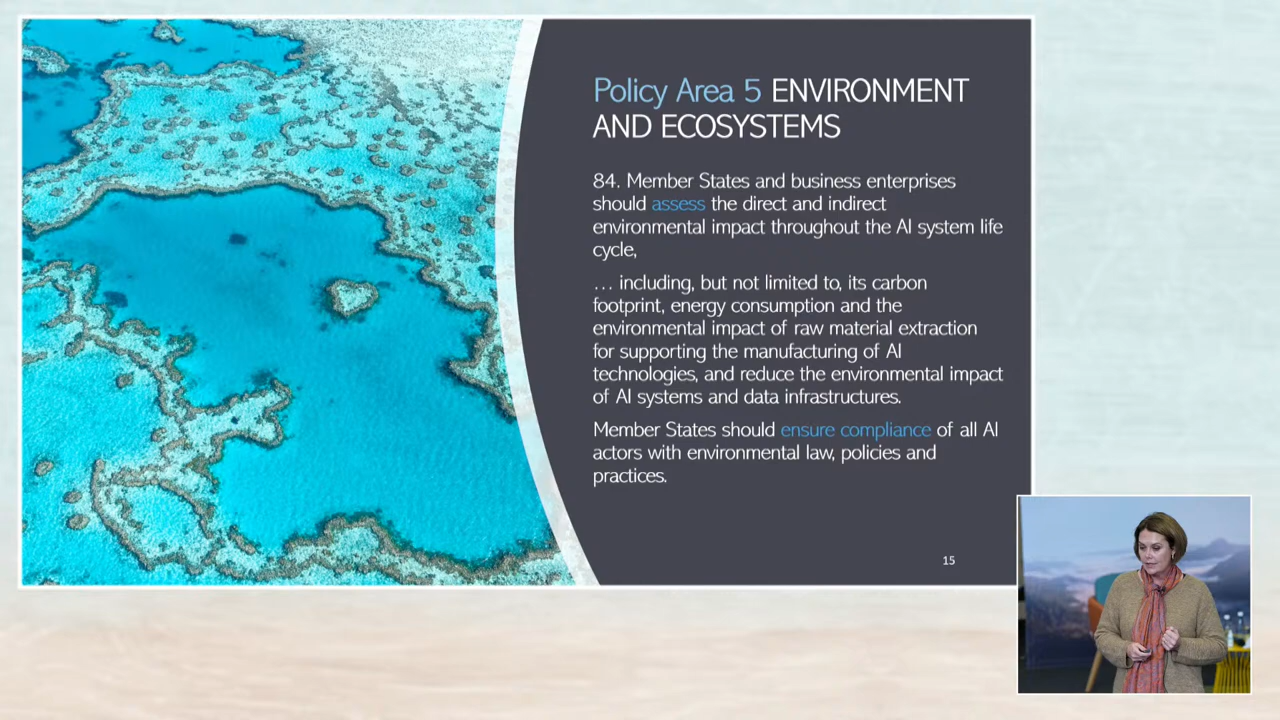 Policy Area 5 ENVIRONMENT
AND ECOSYSTEMS
84. Member States and business enterprises
should assess the direct and indirect
environmental impact throughout the AI system life
cycle,
… including, but not limited to, its carbon
footprint, energy consumption and the
environmental impact of raw material extraction
for supporting the manufacturing of AI
technologies, and reduce the environmental impact
of AI systems and data infrastructures.
Member States should ensure compliance of all AI
actors with environmental law, policies and
practices.
15